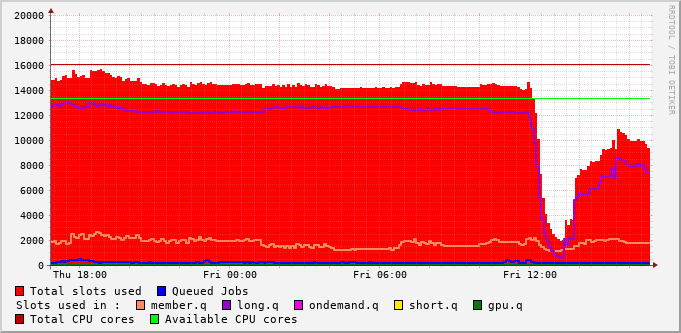 20000
18000
16000
14000
12000
10000
8000
6000
4000
2000
0
Thu 18:00 Fri 00:00 Fri 06:00 Fri 12:00
RRDTOOL / TOBI OETIKER
Total slots used Queued Jobs
Slots used in : member.q long.q ondemand.q short.q gpu.q
Total CPU cores Available CPU cores